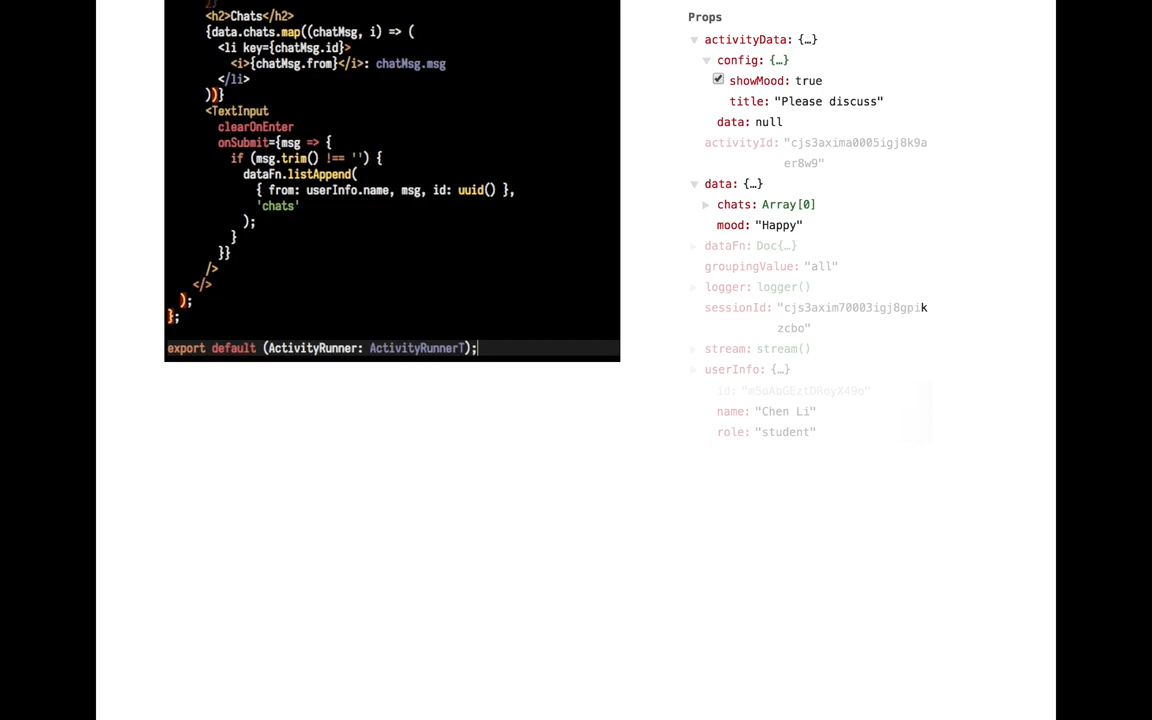 <h2>Chats</h2>
{data.chats.map((chatMsg, i) => (
<li key={chatMsg.id}>
<i>{chatMsg.from}</i>: chatMsg.msg
</li>
))}
<TextInput
clearOnEnter
onSubmit={msg => {
if (msg.trim() !== '') {
dataFn.listAppend(
{ from: userInfo.name, msg, id: uuid() },
'chats'
);
}
}}
/>
</>
);
};
export default (ActivityRunner: ActivityRunnerT);
Props
activityData: {…}
config: {…}
showMood: true
title: "Please discuss"
data: null
activityId: "cjs3axima0005igj8k9a
er8w9"
data: {…}
chats: Array[0]
mood: "Happy"
dataFn: Doc{…}
groupingValue: "all"
logger: logger()
sessionId: "cjs3axim70003igj8gpik
zcbo"
stream: stream()
userInfo: {…}
id: "m5oAbGEztDRoyX49o"
name: "Chen Li"
role: "student"